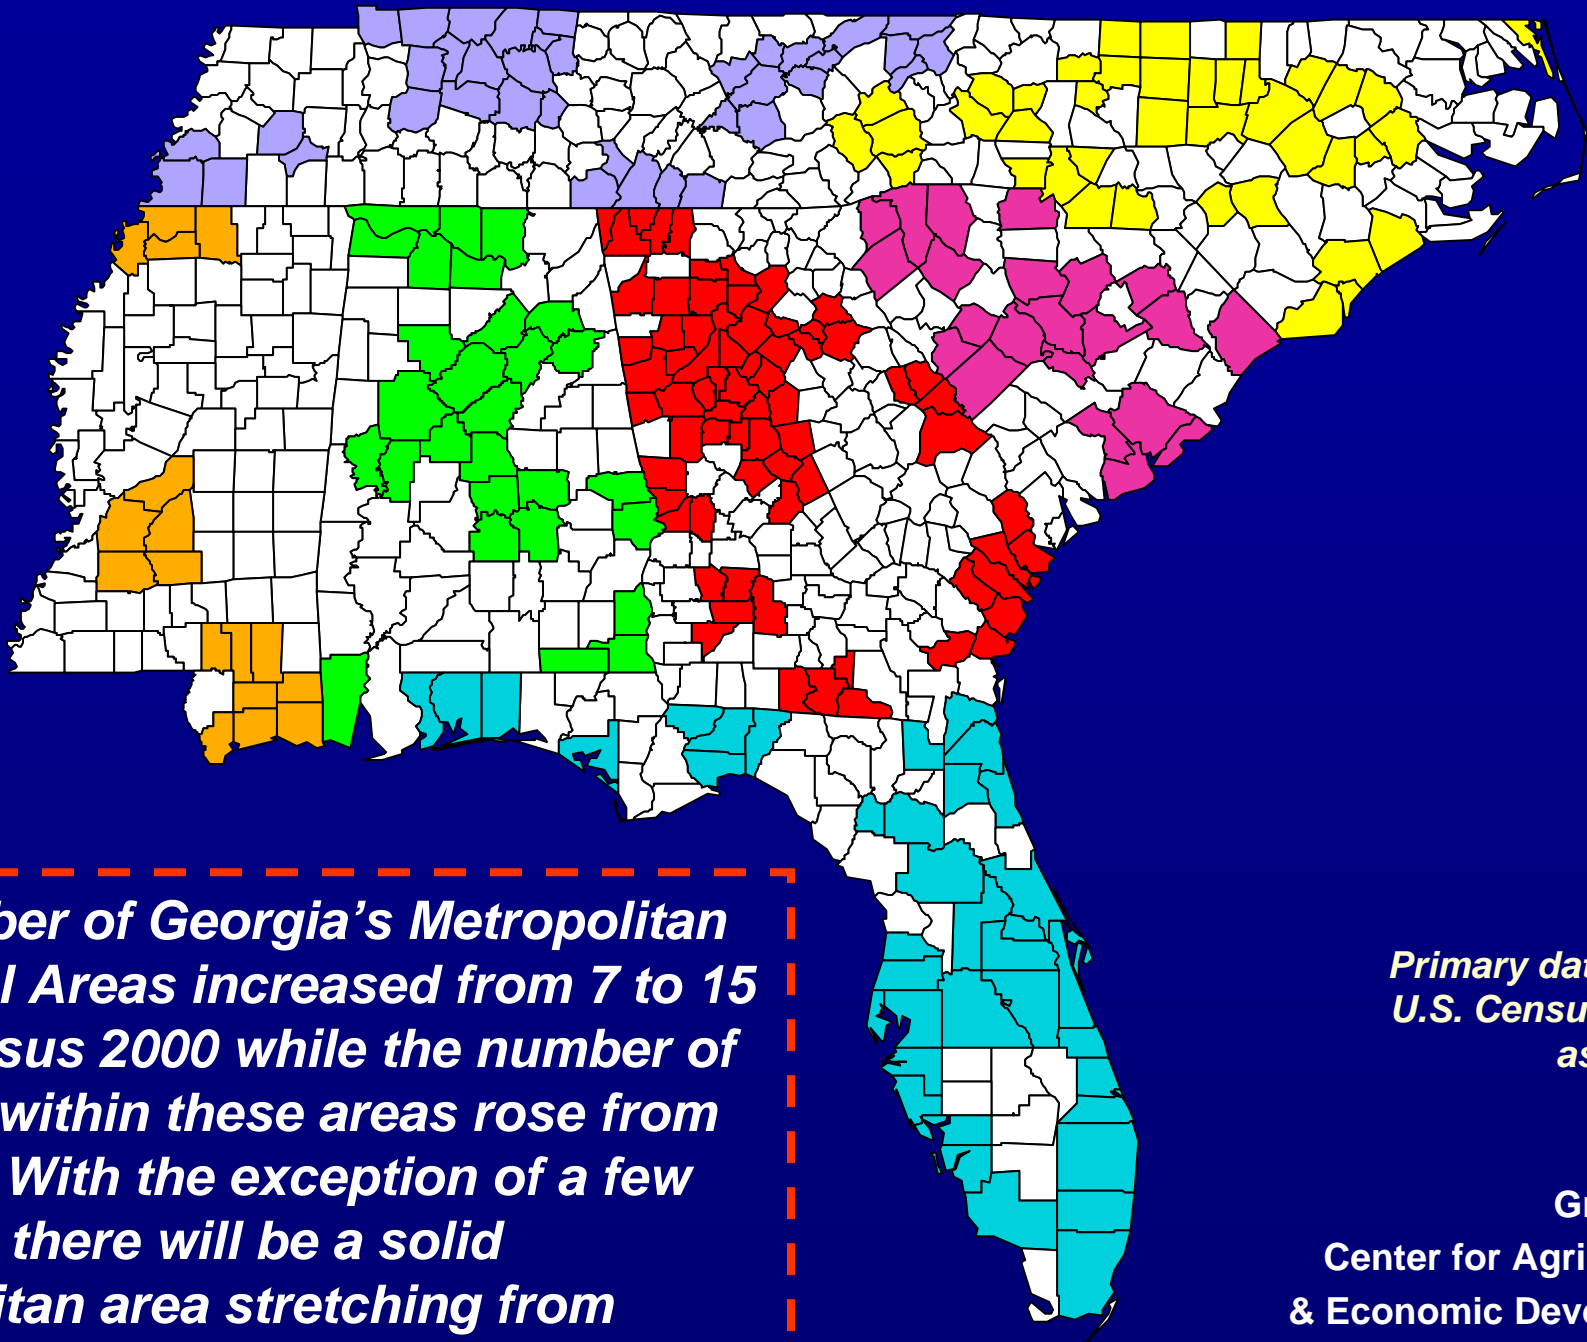 ber of Georgia’s Metropolitan
l Areas increased from 7 to 15
sus 2000 while the number of
within these areas rose from
With the exception of a few
there will be a solid
itan area stretching from
Primary dat
U.S. Censu
as
Gr
Center for Agri
& Economic Deve